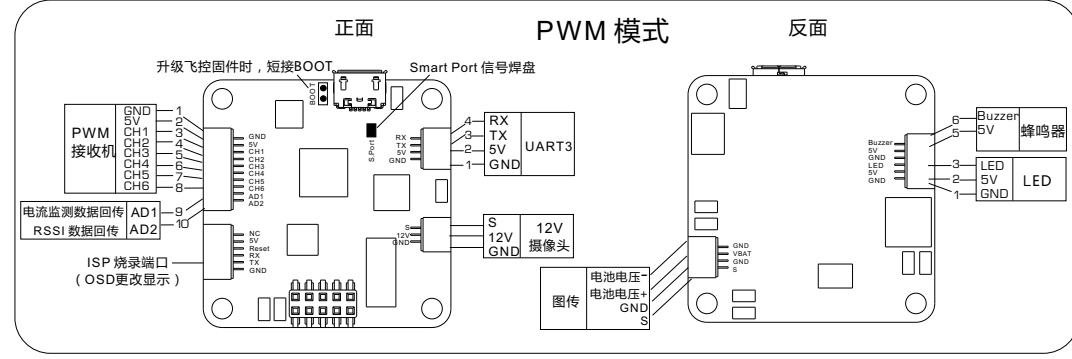 正面
PWM 模式
反面
升级飞控固件时，短接BOOT
Smart Port 信号焊盘
BOOT
S.Port
PWM
接收机
GND 1
5V 2
CH1 3
CH2 4
CH3 5
CH4 6
CH5 7
CH6 8
GND
5V
CH1
CH2
CH3
CH4
CH5
CH6
AD1
AD2
电流监测数据回传 AD1 9
RSSI 数据回传 AD2 10
NC
5V
Reset
RX
TX
GND
ISP 烧录端口
（OSD更改显示）
RX
TX
5V
GND
4 RX
3 TX
2 5V
1 GND
UART3
S
12V
GND
S
12V
GND
12V
摄像头
Buzzer
5V
GND
LED
5V
GND
6 Buzzer
5 5V
蜂鸣器
3 LED
2 5V
1 GND
LED
GND
VBAT
GND
S
图传
电池电压-
电池电压+
GND
S